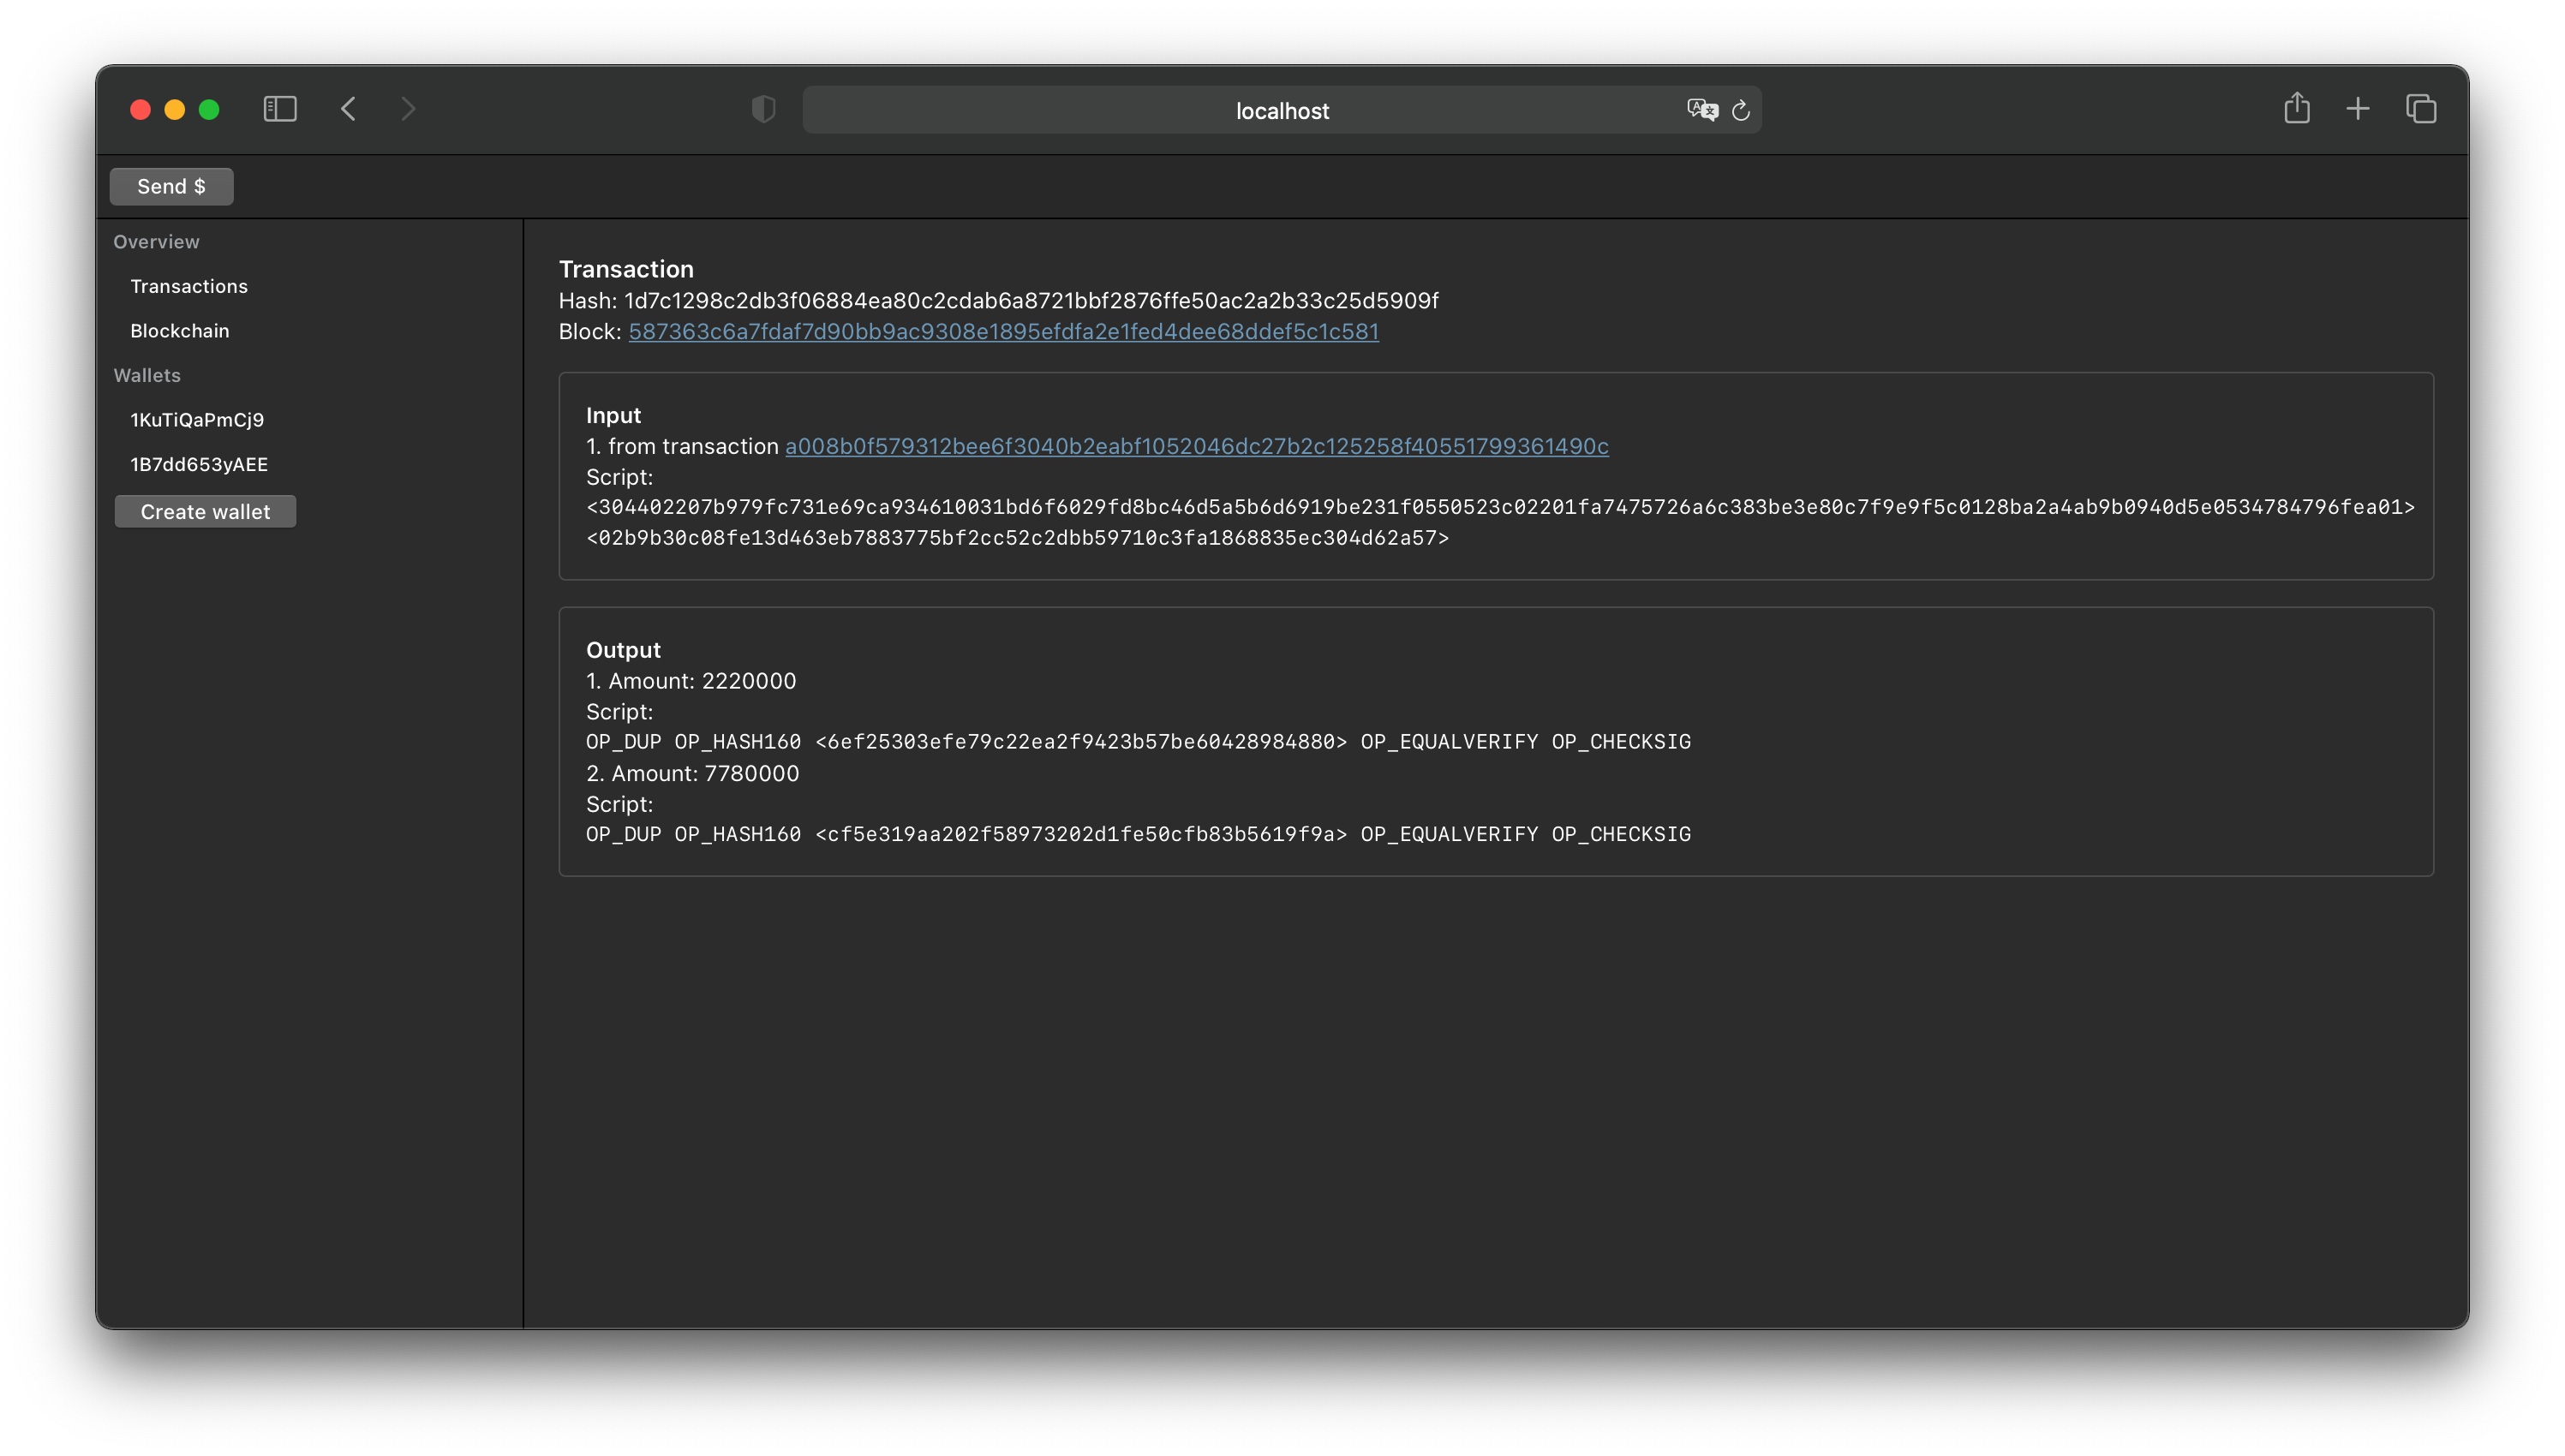 localhost
Send $
Overview
Transactions
Blockchain
Wallets
1KuTiQaPmCj9
1B7dd653yAEE
Create wallet
Transaction
Hash: 1d7c1298c2db3f06884ea80c2cdab6a8721bbf2876ffe50ac2a2b33c25d5909f
Block: 587363c6a7fdaf7d90bb9ac9308e1895efdfa2e1fed4dee68ddef5c1c581
Input
1. from transaction a008b0f579312bee6f3040b2eabf1052046dc27b2c125258f40551799361490c
Script:
<304402207b979fc731e69ca934610031bd6f6029fd8bc46d5a5b6d6919be231f0550523c02201fa7475726a6c383be3e80c7f9e9f5c0128ba2a4ab9b0940d5e0534784796fea01>
<02b9b30c08fe13d463eb7883775bf2cc52c2dbb59710c3fa1868835ec304d62a57>
Output
1. Amount: 2220000
Script:
OP_DUP OP_HASH160 <6ef25303efe79c22ea2f9423b57be60428984880> OP_EQUALVERIFY OP_CHECKSIG
2. Amount: 7780000
Script:
OP_DUP OP_HASH160 <cf5e319aa202f58973202d1fe50cfb83b5619f9a> OP_EQUALVERIFY OP_CHECKSIG